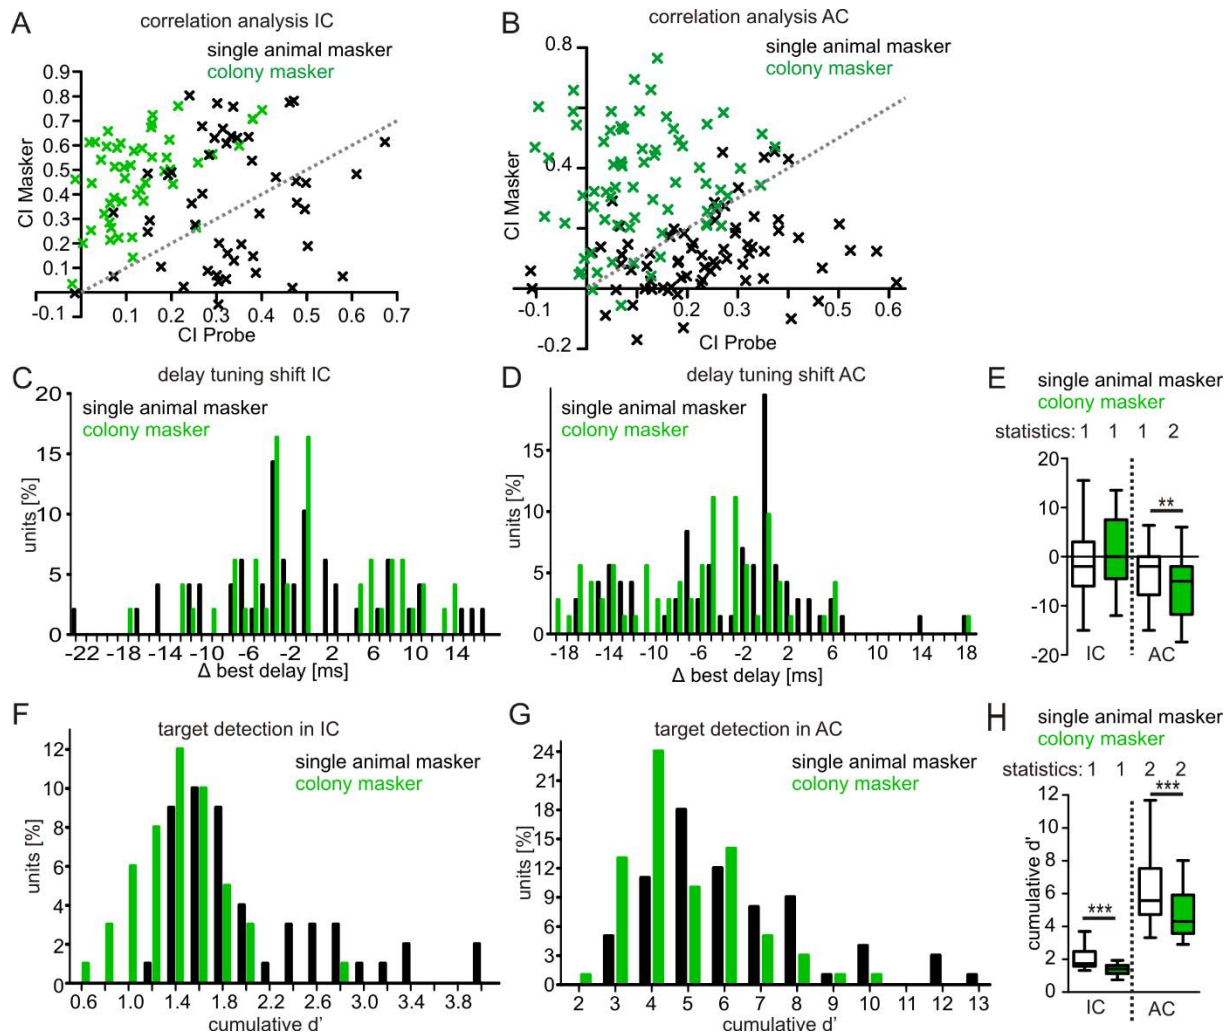 A
correlation analysis IC
single animal masker
colony masker
0.9
0.8
0.7
0.6
0.5
0.4
0.3
0.2
0.1
-0.1
CI Masker
0.1 0.2 0.3 0.4 0.5 0.6 0.7
CI Probe
B
correlation analysis AC
single animal masker
colony masker
0.8
0.4
0
-0.2
CI Masker
-0.1 0.2 0.4 0.6
CI Probe
C
delay tuning shift IC
single animal masker
colony masker
20
15
10
5
0
units [%]
-22 -18 -14 -10 -6 -2 2 6 10 14
Δ best delay [ms]
D
delay tuning shift AC
single animal masker
colony masker
15
10
5
0
units [%]
-18 -14 -10 -6 -2 2 6 10 14 18
Δ best delay [ms]
E
single animal masker
colony masker
statistics: 1 1 1 2
20
10
0
-10
-20
**
IC AC
F
target detection in IC
single animal masker
colony masker
12
10
8
6
4
2
0
units [%]
0.6 1.0 1.4 1.8 2.2 2.6 3.0 3.4 3.8
cumulative d'
G
target detection in AC
single animal masker
colony masker
24
21
18
15
12
9
6
3
0
units [%]
2 3 4 5 6 7 8 9 10 11 12 13
cumulative d'
H
single animal masker
colony masker
statistics: 1 1 2 2
12
10
8
6
4
2
0
cumulative d'
***
***
IC AC